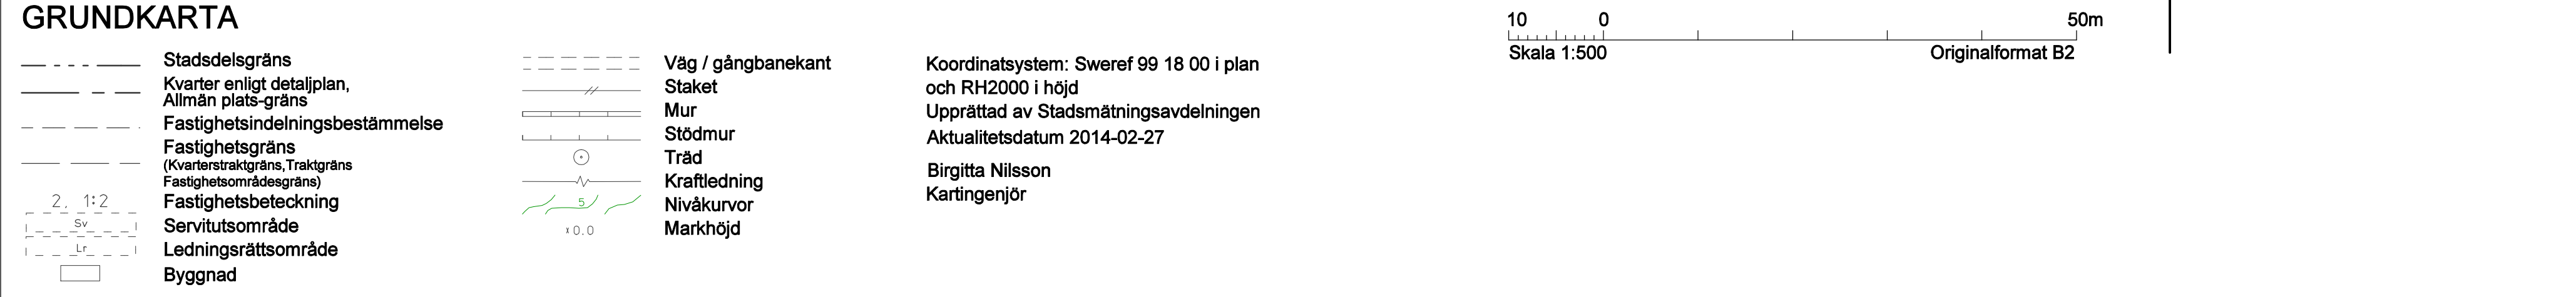 GRUNDKARTA
Stadsdelsgräns
Kvarter enligt detaljplan,
Allmän plats-gräns
Fastighetsindelningsbestämmelse
Fastighetsgräns
(Kvarterstraktgräns,Traktgräns
Fastighetsområdesgräns)
2. 1:2 Fastighetsbeteckning
Sv Servitutsområde
Lr Ledningsrättsområde
Byggnad
Väg / gångbanekant
Staket
Mur
Stödmur
Träd
Kraftledning
5 Nivåkurvor
x 0.0 Markhöjd
Koordinatsystem: Sweref 99 18 00 i plan
och RH2000 i höjd
Upprättad av Stadsmätningsavdelningen
Aktualitetsdatum 2014-02-27
Birgitta Nilsson
Kartingenjör
10 0 50m
Skala 1:500 Originalformat B2